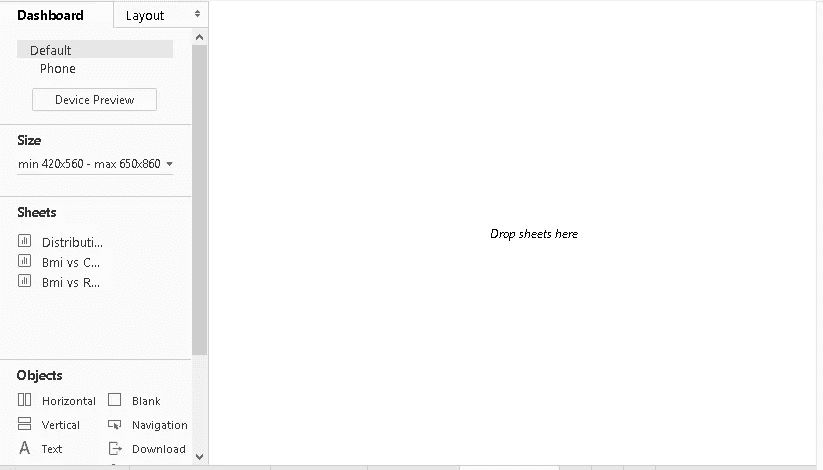 Dashboard Layout
Default
Phone
Device Preview
Size
min 420x560 - max 650x860
Sheets
Distributi...
Bmi vs C...
Bmi vs R...
Objects
Horizontal Blank
Vertical Navigation
A Text Download
Drop sheets here